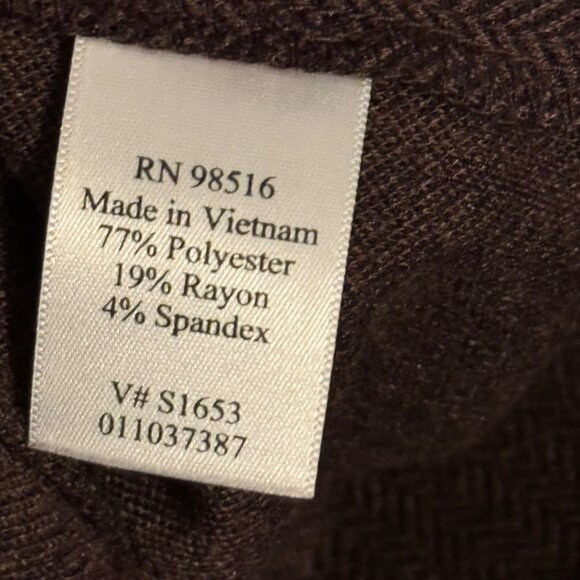 RN 98516
Made in Vietnam
77% Polyester
19% Rayon
4% Spandex
V# S1653
011037387